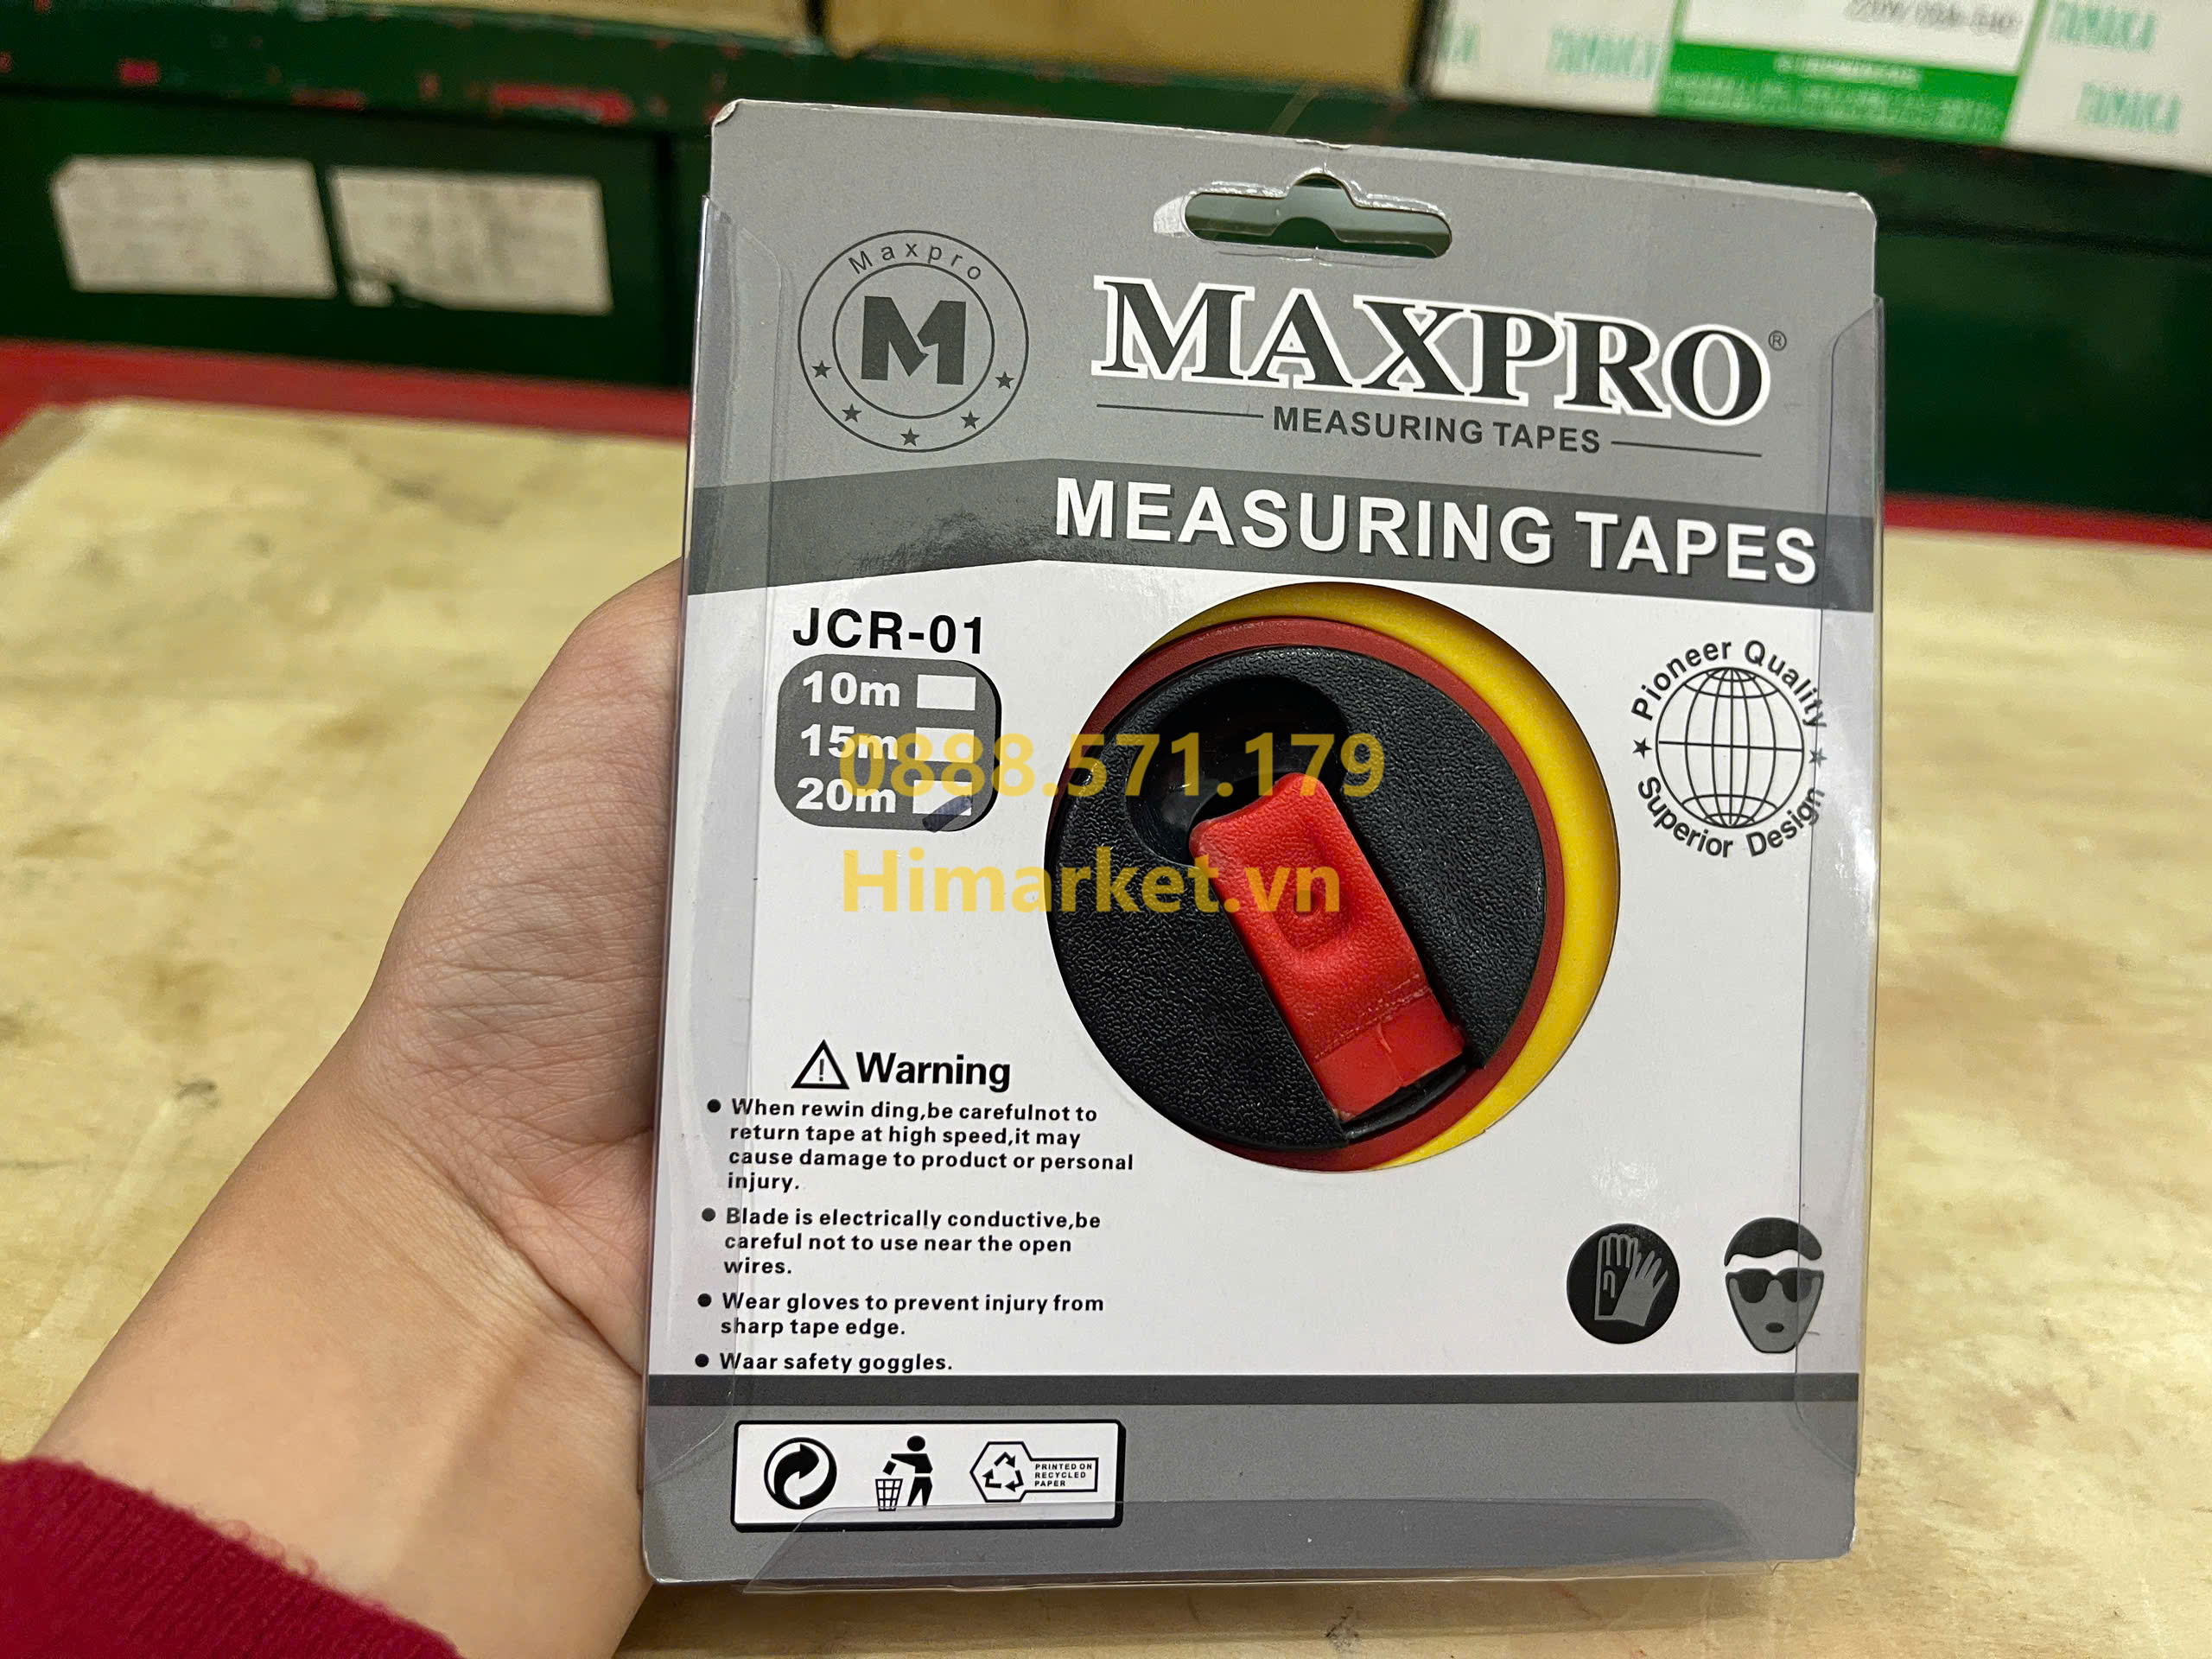 TAMACA
TAMACA
TAMACA
Maxpro
M
MAXPRO®
MEASURING TAPES
MEASURING TAPES
JCR-01
10m
15m
20m
0888.571.179
Himarket.vn
Pioneer Quality
Superior Design
Warning
When rewin ding,be carefulnot to
return tape at high speed,it may
cause damage to product or personal
injury.
Blade is electrically conductive,be
careful not to use near the open
wires.
Wear gloves to prevent injury from
sharp tape edge.
Waar safety goggles.
PRINTED ON
RECYCLED
PAPER